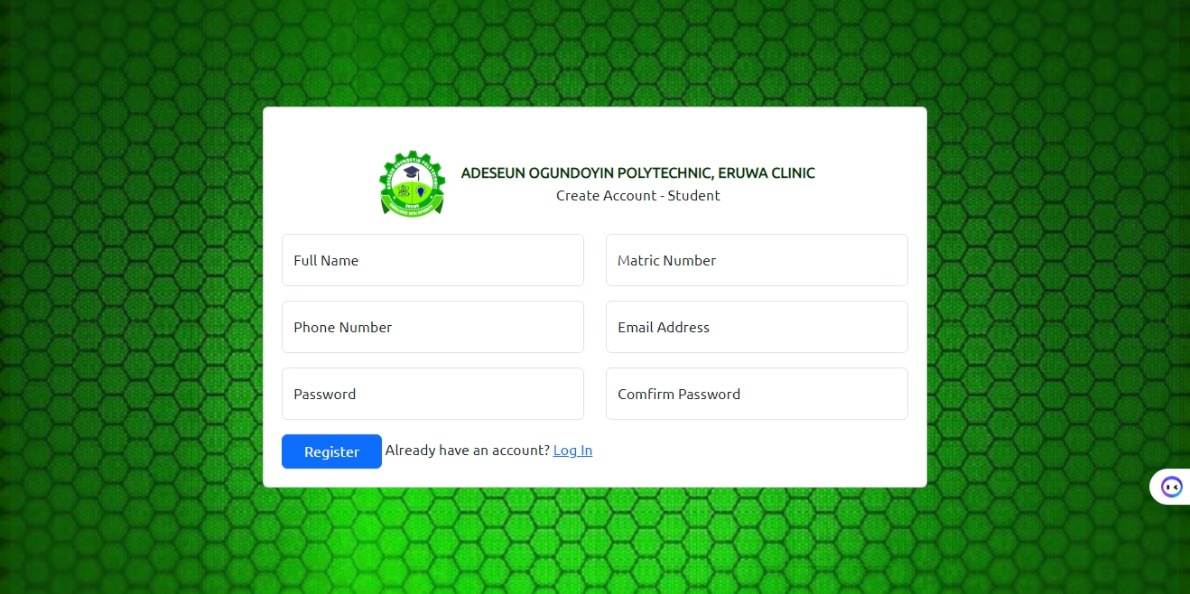 ADESEUN OGUNDOYIN POLYTECHNIC, ERUWA CLINIC
Create Account - Student
Full Name
Matric Number
Phone Number
Email Address
Password
Comfirm Password
Register
Already have an account? Log In